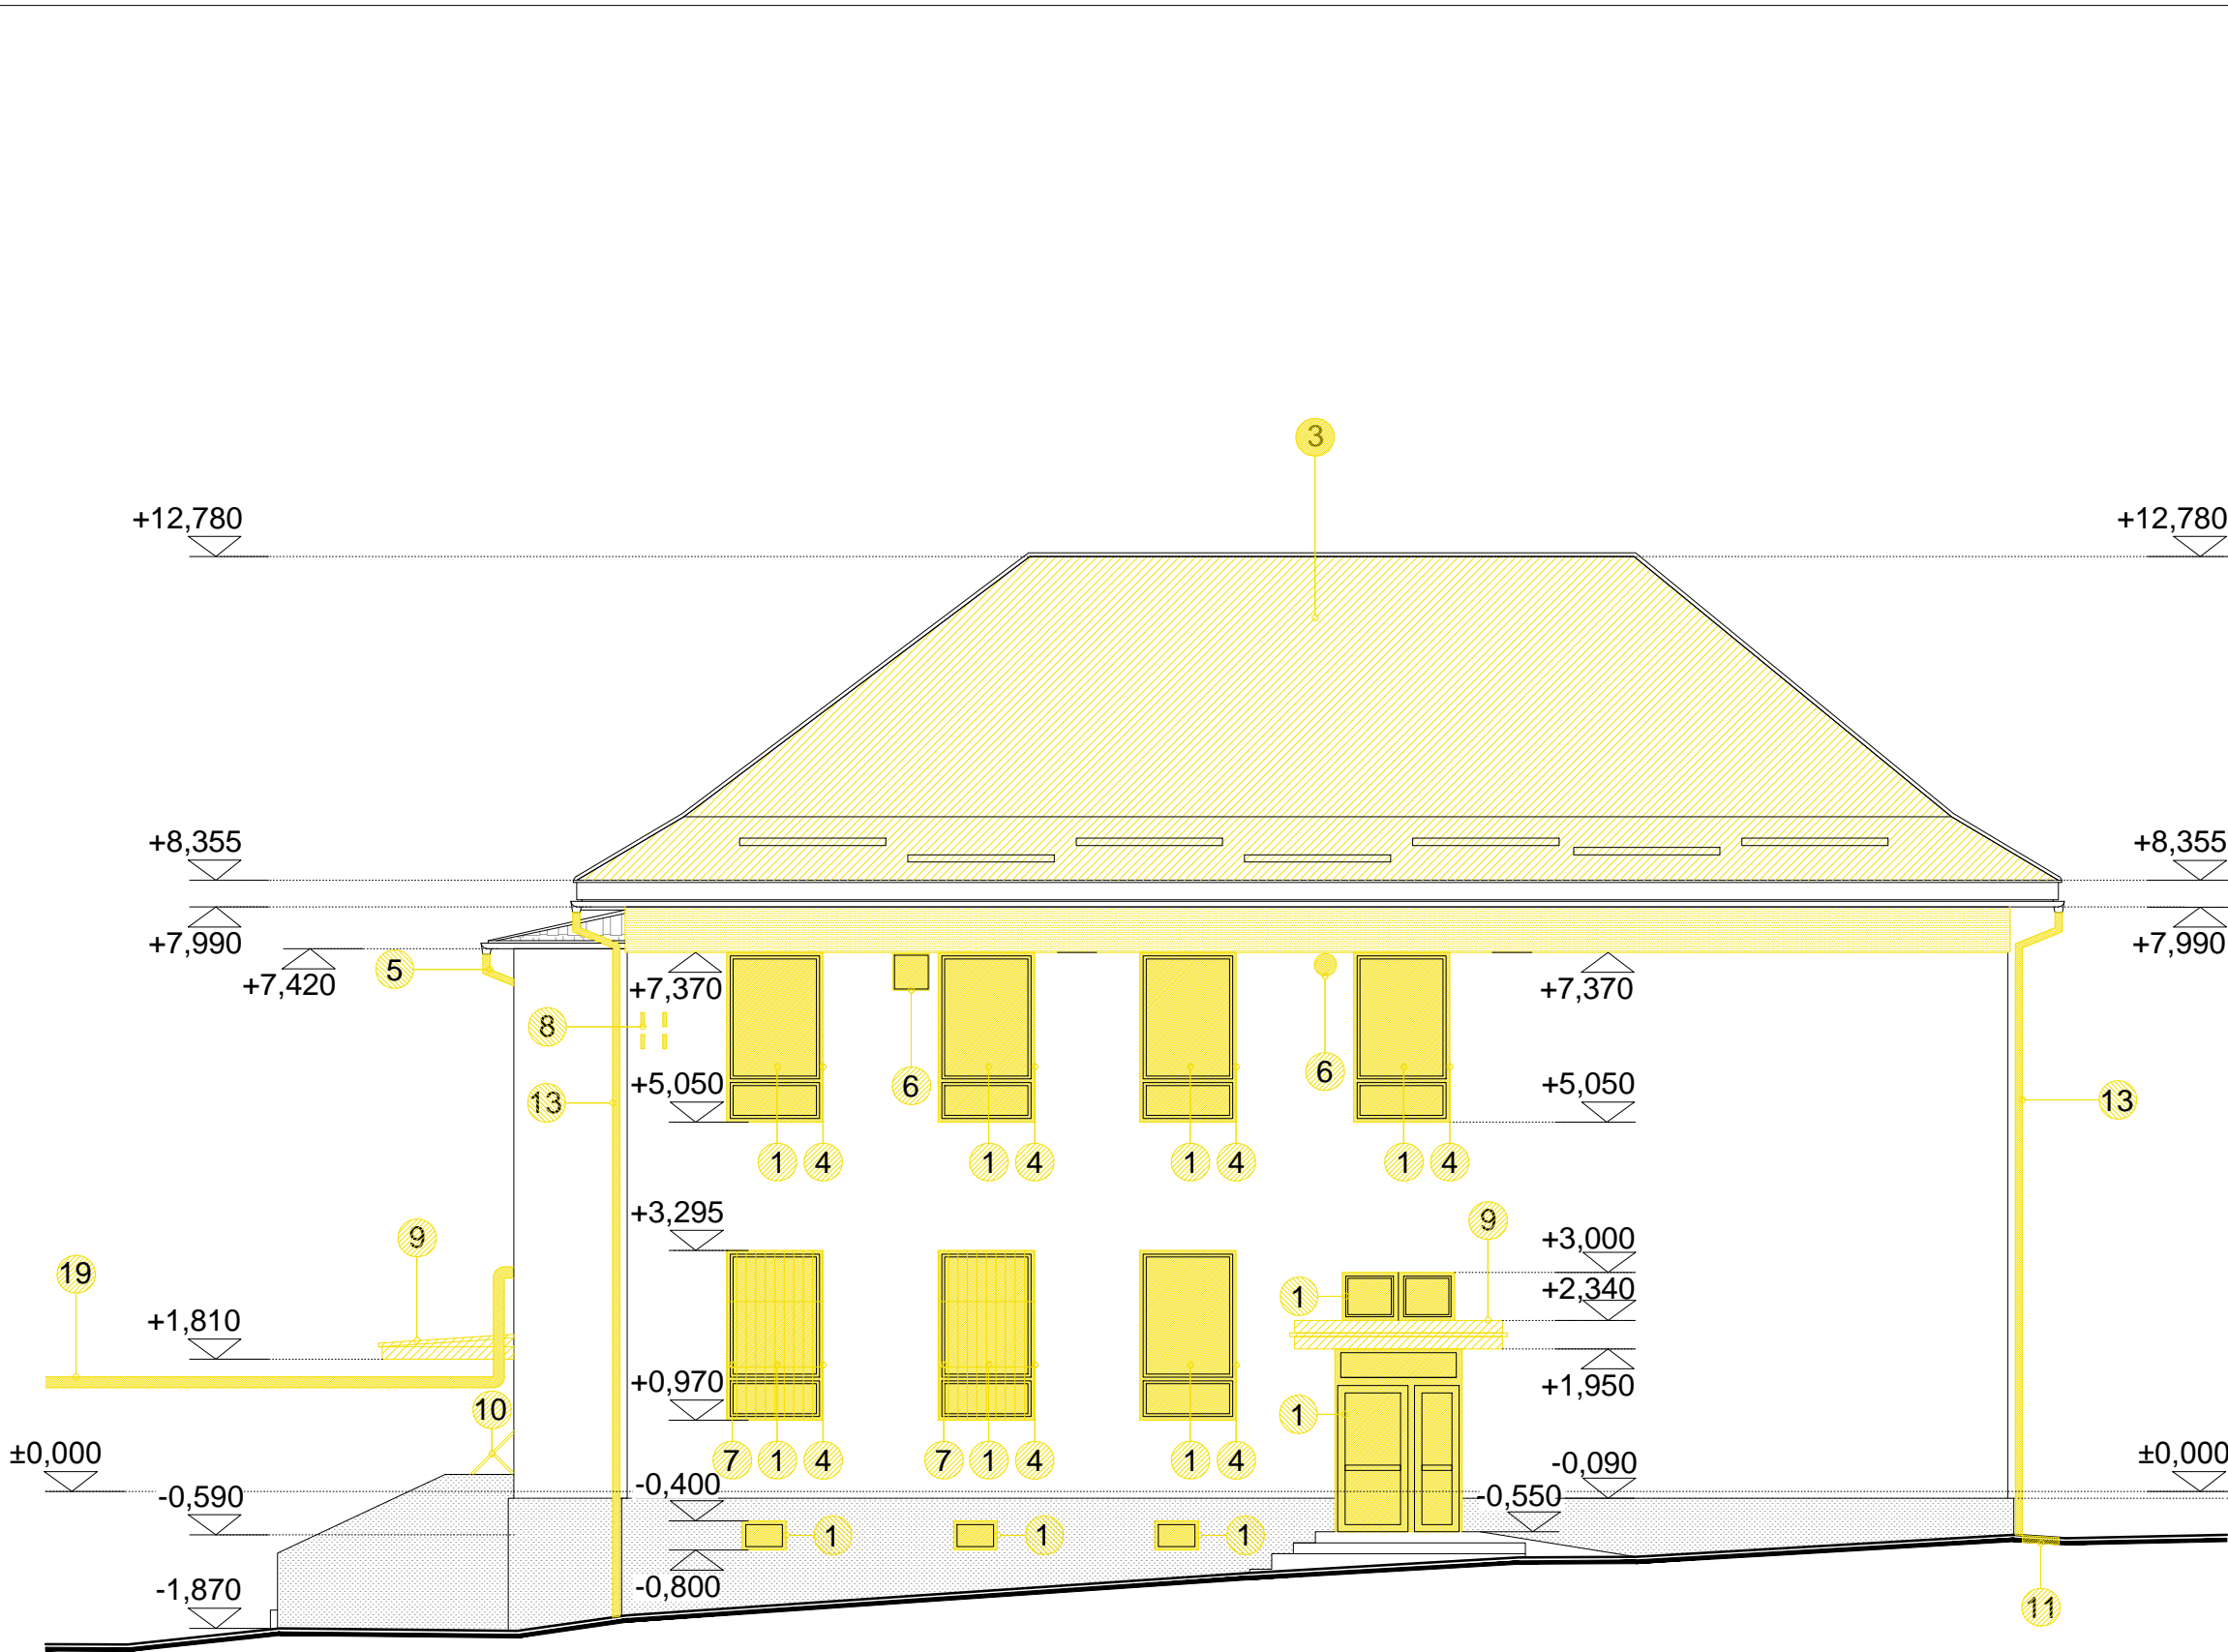 3
+12,780 +12,780
+8,355 +8,355
+7,990 +7,990
+7,420 5 +7,370 +7,370
8
6 6
+5,050 +5,050
13 13
1 4 1 4 1 4 1 4
+3,295 9
9 +3,000
19 1 +2,340
+1,810
+0,970 +1,950
10 1
±0,000 7 1 4 7 1 4 1 4 -0,090 ±0,000
-0,590 -0,400 -0,550
1 1 1
-1,870 -0,800
11